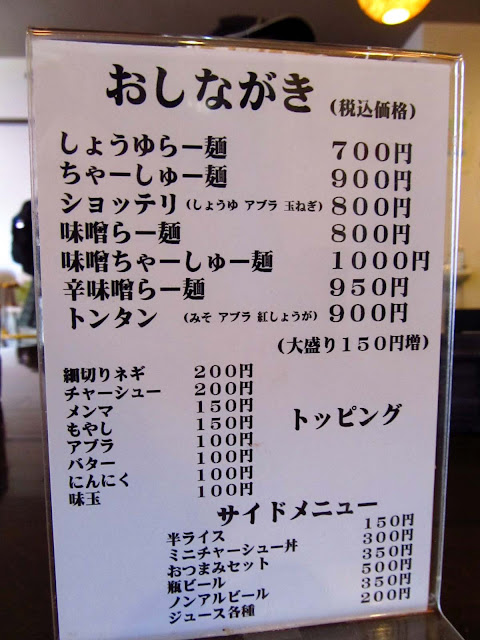 おしながき (税込価格)
しょうゆらー麺 700円
ちゃーしゅー麺 900円
ショッテリ (しょうゆ アブラ 玉ねぎ) 800円
味噌らー麺 800円
味噌ちゃーしゅー麺 1000円
辛味噌らー麺 950円
トンタン (みそ アブラ 紅しょうが) 900円
(大盛り150円増)
トッピング
細切りネギ 200円
チャーシュー 200円
メンマ 150円
もやし 150円
アブラ 100円
バター 100円
にんにく 100円
味玉 100円
サイドメニュー
半ライス 150円
ミニチャーシュー丼 300円
おつまみセット 350円
瓶ビール 500円
ノンアルビール 350円
ジュース各種 200円